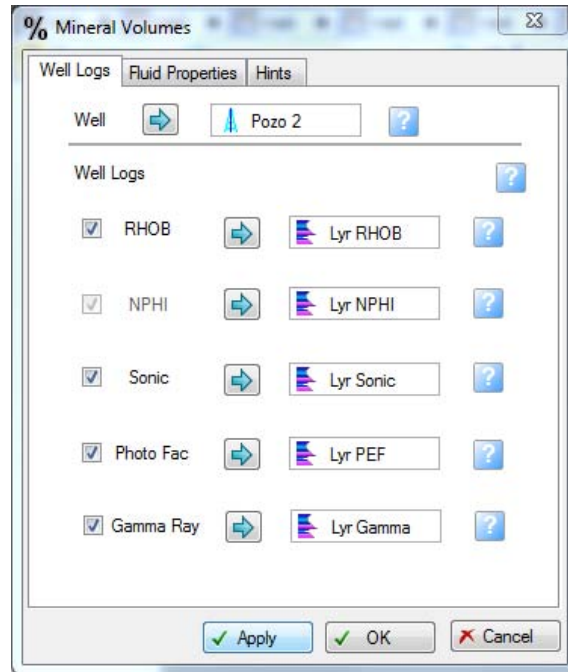 % Mineral Volumes
Well Logs Fluid Properties Hints
Well Pozo 2 ?
Well Logs ?
RHOB Lyr RHOB ?
NPHI Lyr NPHI ?
Sonic Lyr Sonic ?
Photo Fac Lyr PEF ?
Gamma Ray Lyr Gamma ?
Apply OK Cancel